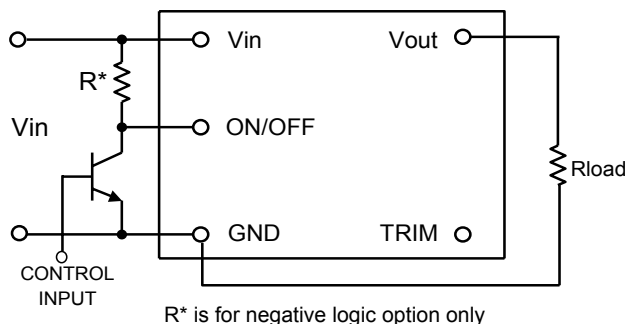 Vin
Vout
R*
Vin
ON/OFF
Rload
GND
TRIM
CONTROL
INPUT
R* is for negative logic option only